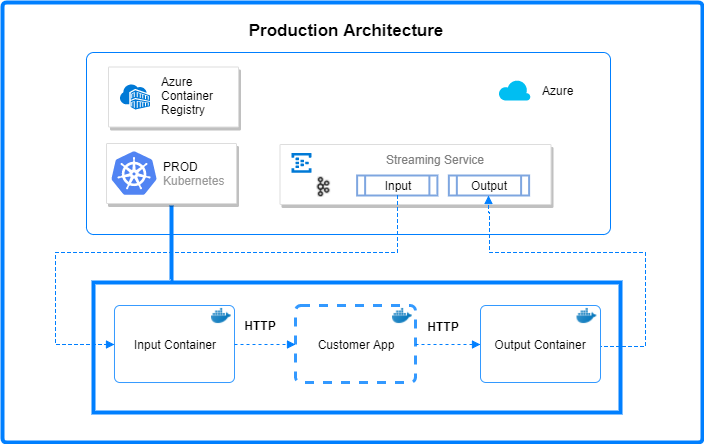 Production Architecture
Azure
Container
Registry
Azure
PROD
Kubernetes
Streaming Service
Input
Output
HTTP
HTTP
Input Container
Customer App
Output Container